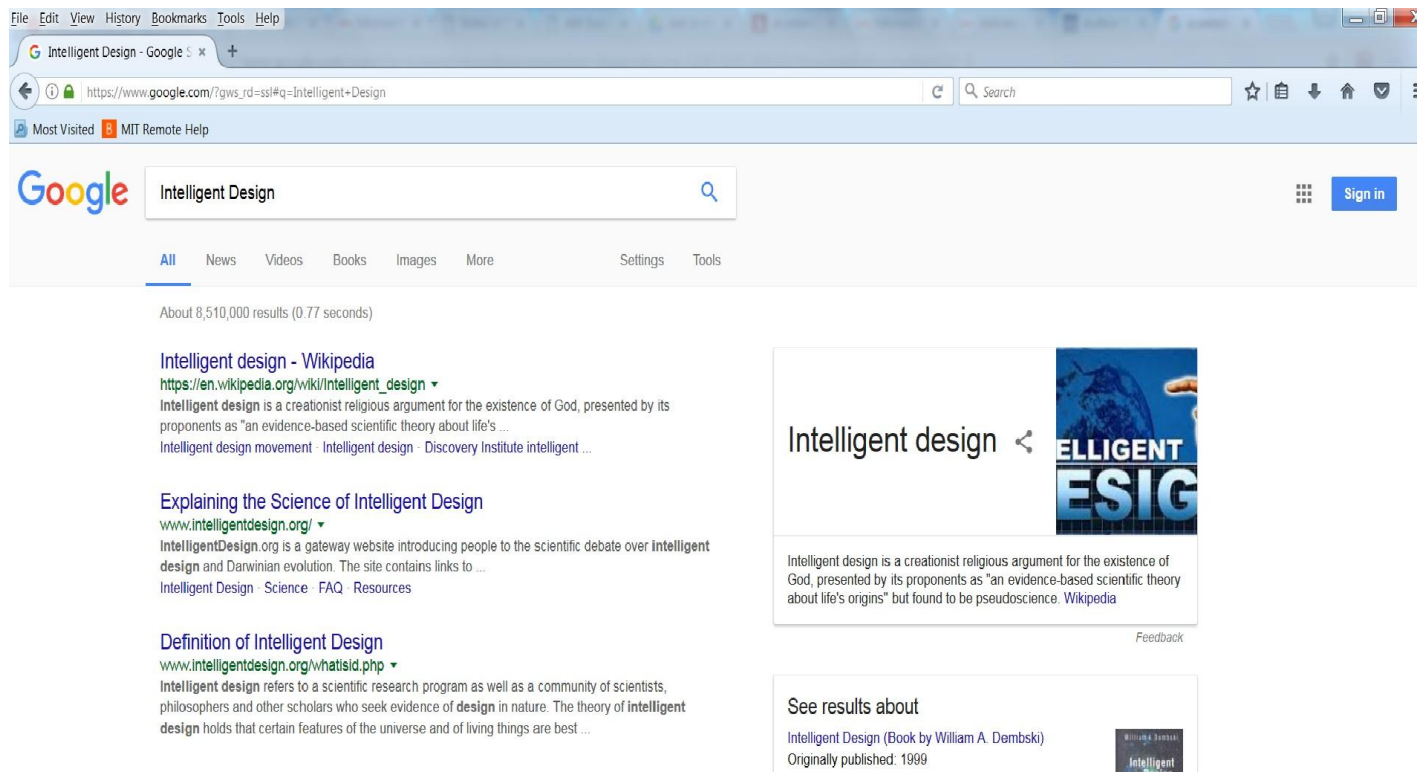 File Edit View History Bookmarks Tools Help
Intelligent Design - Google S × +
https://www.google.com/?gws_rd=ssl#q=Intelligent+Design
Search
Most Visited MIT Remote Help
Google
Intelligent Design
Sign in
All News Videos Books Images More Settings Tools
About 8,510,000 results (0.77 seconds)
Intelligent design - Wikipedia
https://en.wikipedia.org/wiki/Intelligent_design
Intelligent design is a creationist religious argument for the existence of God, presented by its
proponents as "an evidence-based scientific theory about life's ...
Intelligent design movement · Intelligent design · Discovery Institute intelligent ...
Explaining the Science of Intelligent Design
www.intelligentdesign.org/
IntelligentDesign.org is a gateway website introducing people to the scientific debate over intelligent
design and Darwinian evolution. The site contains links to ...
Intelligent Design · Science · FAQ · Resources
Definition of Intelligent Design
www.intelligentdesign.org/whatisid.php
Intelligent design refers to a scientific research program as well as a community of scientists,
philosophers and other scholars who seek evidence of design in nature. The theory of intelligent
design holds that certain features of the universe and of living things are best ...
Intelligent design
ELLIGENT
ESIG
Intelligent design is a creationist religious argument for the existence of
God, presented by its proponents as "an evidence-based scientific theory
about life's origins" but found to be pseudoscience. Wikipedia
Feedback
See results about
Intelligent Design (Book by William A. Dembski)
Originally published: 1999
William A. Dembski
Intelligent